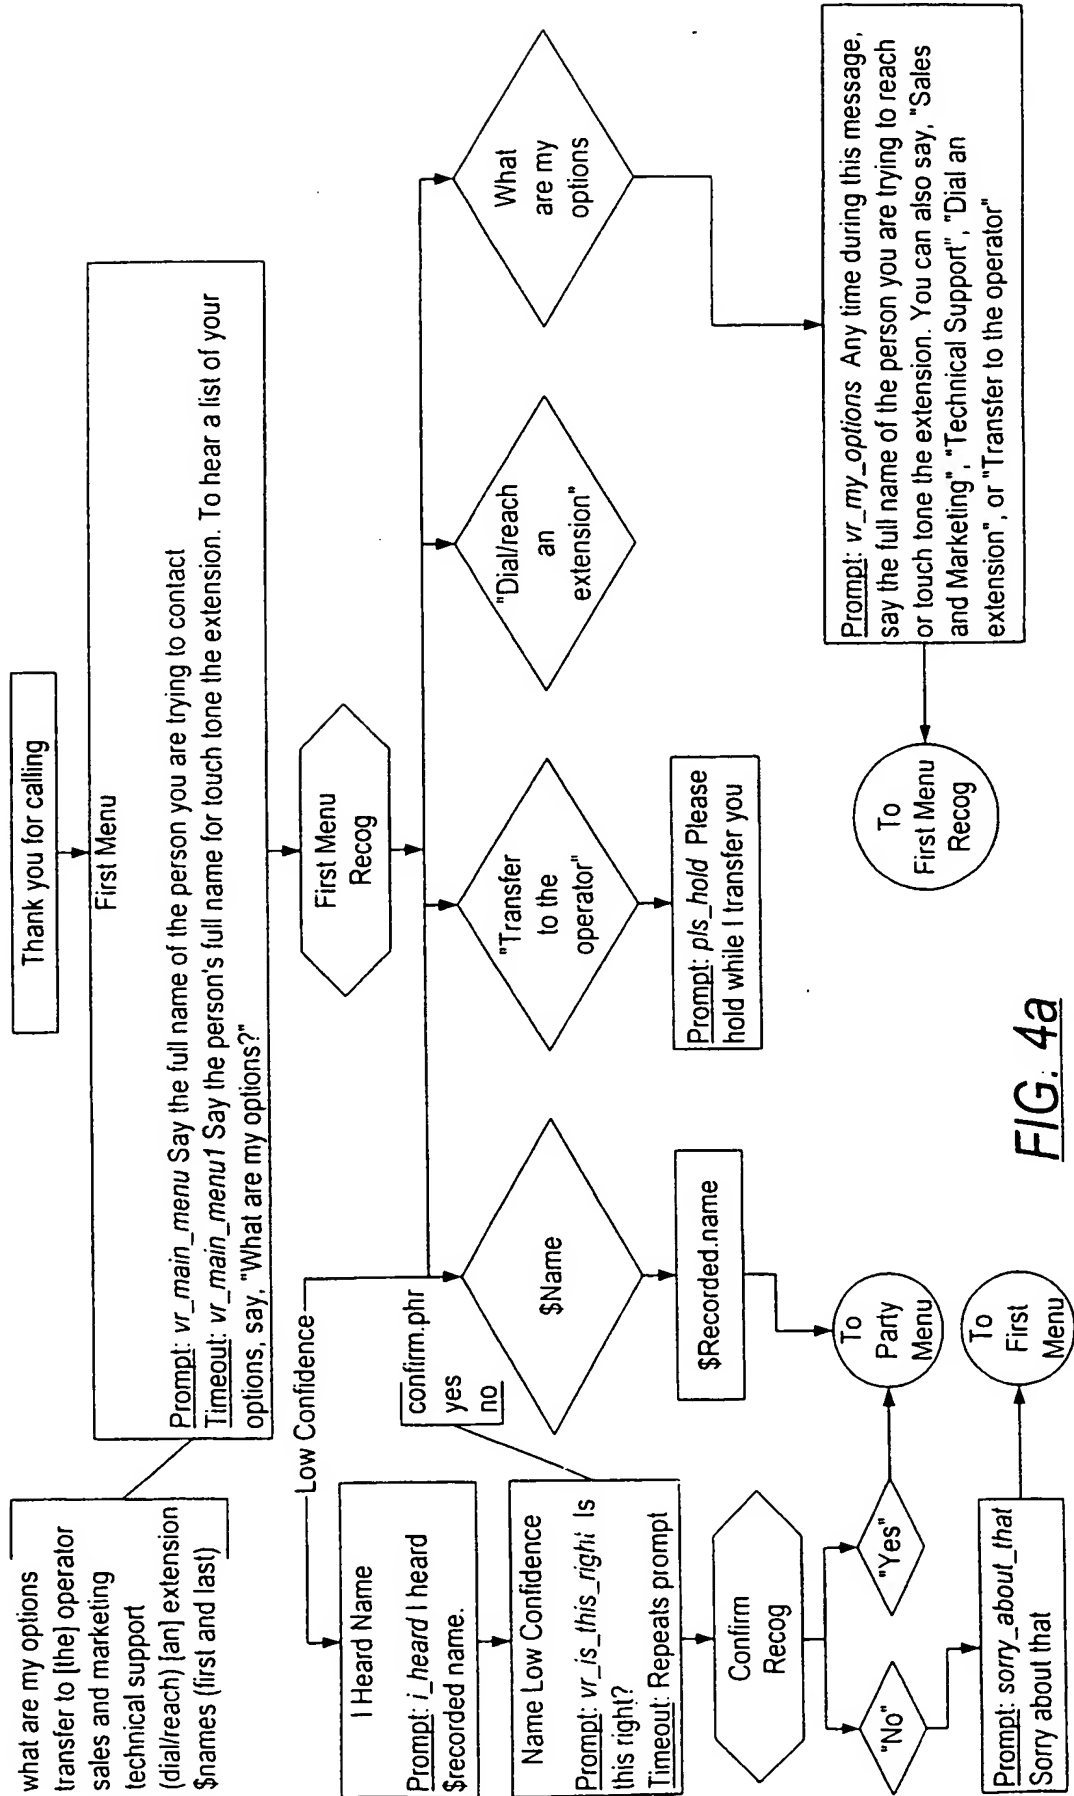 Thank you for calling
First Menu
Prompt: vr_main_menu Say the full name of the person you are trying to contact
Timeout: vr_main_menu1 Say the person's full name for touch tone the extension. To hear a list of your
options, say, "What are my options?"
what are my options
transfer to [the] operator
sales and marketing
technical support
(dial/reach) [an] extension
$names (first and last)
First Menu
Recog
Low Confidence
confirm.phr
yes
no
I Heard Name
Prompt: i_heard I heard
$recorded name.
Name Low Confidence
Prompt: vr_is_this_right Is
this right?
Timeout: Repeats prompt
Confirm
Recog
"No"
"Yes"
Prompt: sorry_about_that
Sorry about that
To
First
Menu
$Name
$Recorded.name
To
Party
Menu
"Transfer
to the
operator"
Prompt: pls_hold Please
hold while I transfer you
"Dial/reach
an
extension"
What
are my
options
Prompt: vr_my_options Any time during this message,
say the full name of the person you are trying to reach
or touch tone the extension. You can also say, "Sales
and Marketing", "Technical Support", "Dial an
extension", or "Transfer to the operator"
To
First Menu
Recog
FIG. 4a